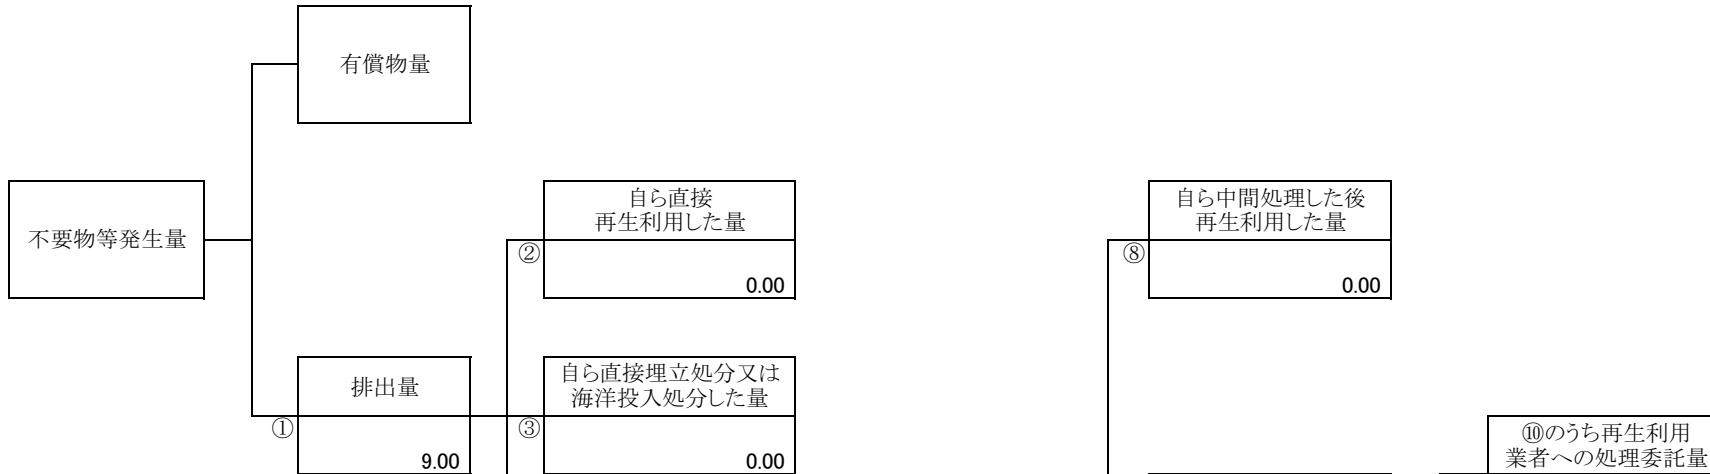 有償物量
不要物等発生量
自ら直接
再生利用した量
②
0.00
自ら中間処理した後
再生利用した量
⑧
0.00
排出量
①
9.00
自ら直接埋立処分又は
海洋投入処分した量
③
0.00
⑩のうち再生利用
業者への処理委託量